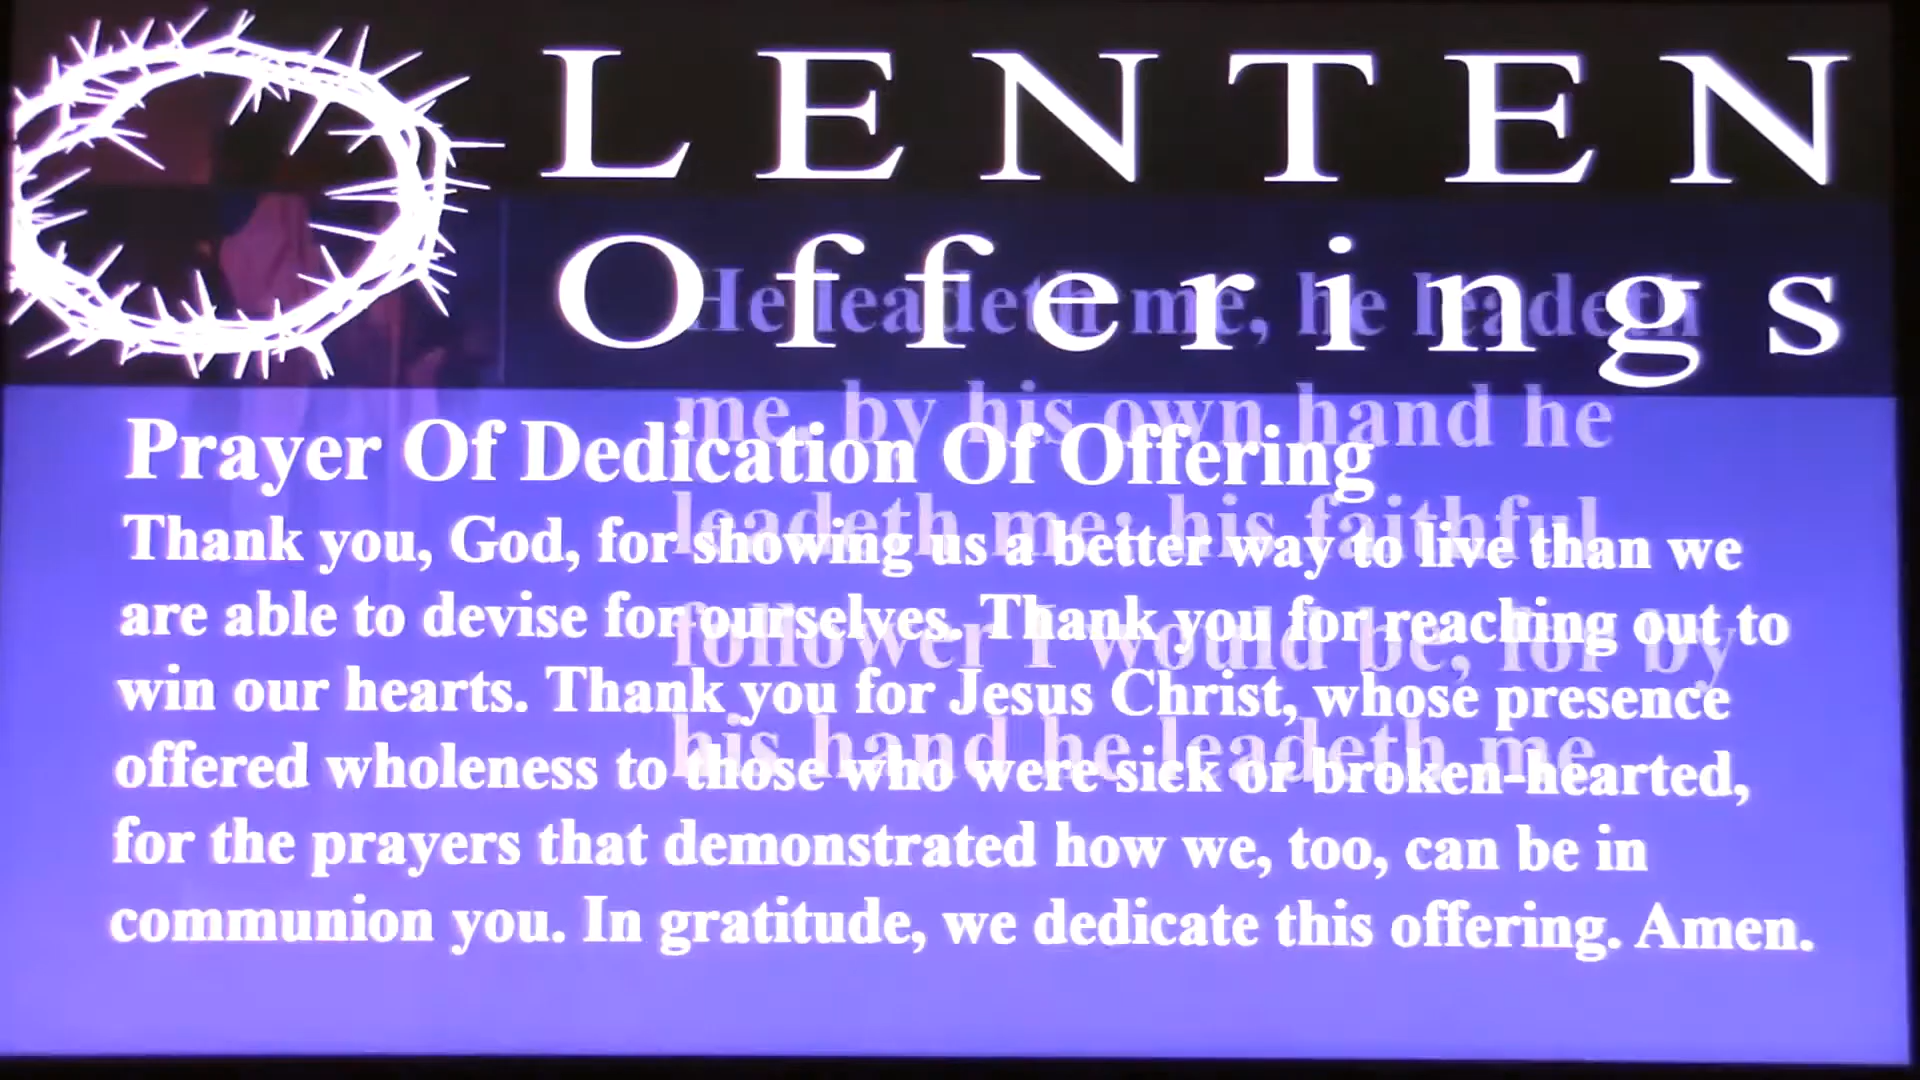 LENTEN
Offerings
He leadeth me, he leadeth
me, by his own hand he
leadeth me; his faithful
follower I would be, for by
his hand he leadeth me
Prayer Of Dedication Of Offering
Thank you, God, for showing us a better way to live than we
are able to devise for ourselves. Thank you for reaching out to
win our hearts. Thank you for Jesus Christ, whose presence
offered wholeness to those who were sick or broken-hearted,
for the prayers that demonstrated how we, too, can be in
communion you. In gratitude, we dedicate this offering. Amen.